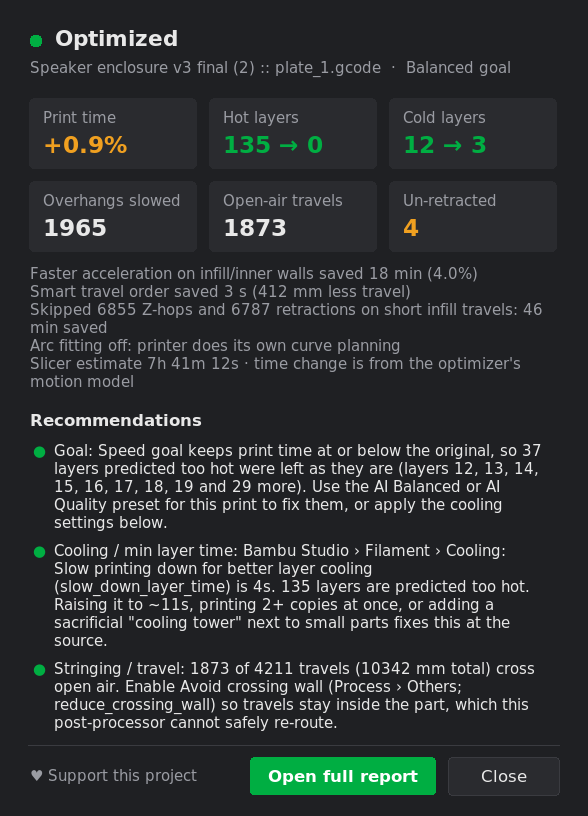 Optimized
Speaker enclosure v3 final (2) :: plate_1.gcode · Balanced goal
Print time
+0.9%
Hot layers
135 → 0
Cold layers
12 → 3
Overhangs slowed
1965
Open-air travels
1873
Un-retracted
4
Faster acceleration on infill/inner walls saved 18 min (4.0%)
Smart travel order saved 3 s (412 mm less travel)
Skipped 6855 Z-hops and 6787 retractions on short infill travels: 46
min saved
Arc fitting off: printer does its own curve planning
Slicer estimate 7h 41m 12s · time change is from the optimizer's
motion model
Recommendations
Goal: Speed goal keeps print time at or below the original, so 37
layers predicted too hot were left as they are (layers 12, 13, 14,
15, 16, 17, 18, 19 and 29 more). Use the AI Balanced or AI
Quality preset for this print to fix them, or apply the cooling
settings below.
Cooling / min layer time: Bambu Studio › Filament › Cooling:
Slow printing down for better layer cooling
(slow_down_layer_time) is 4s. 135 layers are predicted too hot.
Raising it to ~11s, printing 2+ copies at once, or adding a
sacrificial "cooling tower" next to small parts fixes this at the
source.
Stringing / travel: 1873 of 4211 travels (10342 mm total) cross
open air. Enable Avoid crossing wall (Process › Others;
reduce_crossing_wall) so travels stay inside the part, which this
post-processor cannot safely re-route.
♥ Support this project
Open full report
Close